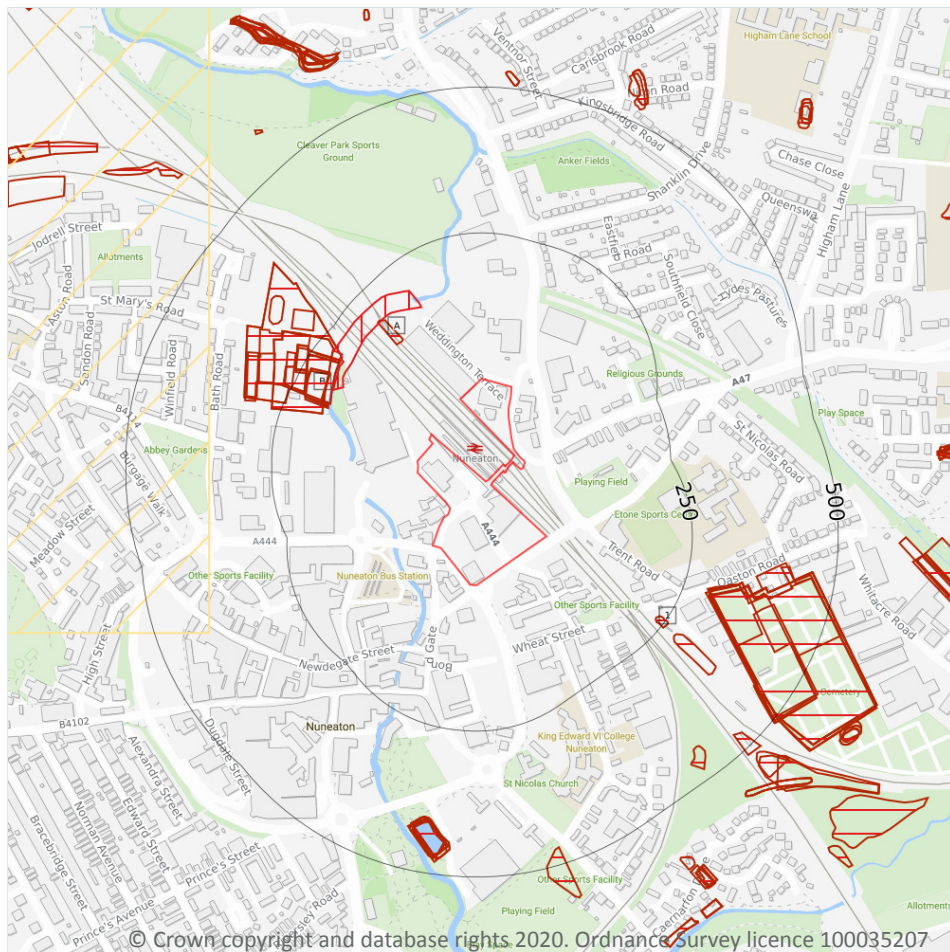 Ventnor Street
Carisbrook Road
Higham Lane School
Kingsbridge Road
Cleaver Park Sports
Ground
Anker Fields
Shanklin Drive
Chase Close
Higham Lane
Jodrell Street
Allotments
Aston Road
Eastfield Road
Southfield Close
St Mary's Road
A
Weddington Terrace
Sandon Road
Winfield Road
Bath Road
B
Religious Grounds
A47
B4114
Play Space
Abbey Gardens
Burgage Walk
Nuneaton
St Nicolas Road
Playing Field
250
500
Etone Sports
Meadow Street
A444
A444
Trent Road
Oaston Road
Other Sports Facility
Nuneaton Bus Station
Whitacre Road
Other Sports Facility
1
High Street
Newdegate Street
Bond
Gate
Wheat Street
Cemetery
B4102
Nuneaton
King Edward VI College
Nuneaton
Dugdale Street
Alexandra Street
St Nicolas Church
Edward Street
Norman Avenue
Bracebridge Street
Prince's Street
Other Sports Facility
Allotments
Prince's Avenue
Playing Field
© Crown copyright and database rights 2020. Ordnance Survey licence 100035207